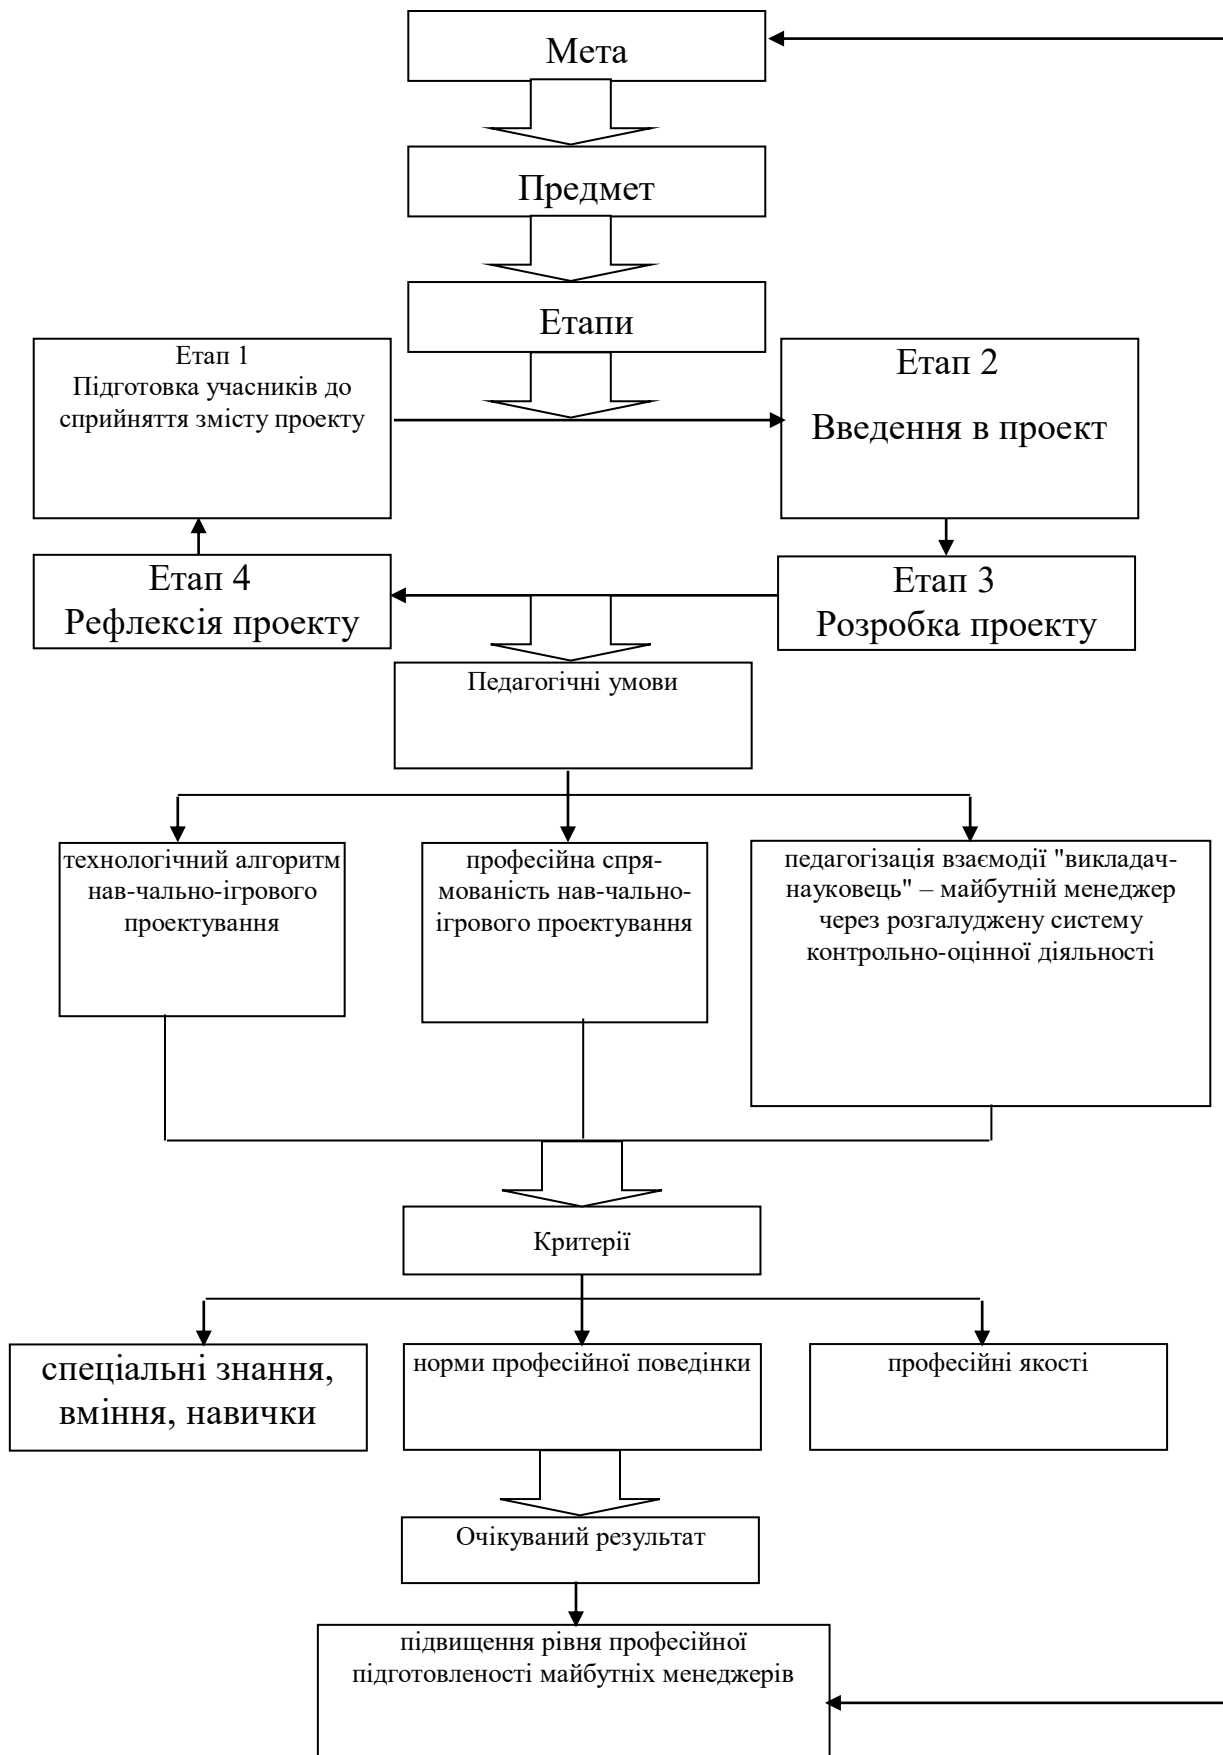 Мета
Предмет
Етапи
Етап 1
Підготовка учасників до
сприйняття змісту проекту
Етап 2
Введення в проект
Етап 4
Рефлексія проекту
Етап 3
Розробка проекту
Педагогічні умови
технологічний алгоритм
нав-чально-ігрового
проектування
професійна спря-
мованість нав-чально-
ігрового проектування
педагогізація взаємодії "викладач-
науковець" – майбутній менеджер
через розгалуджену систему
контрольно-оцінної діяльності
Критерії
спеціальні знання,
вміння, навички
норми професійної поведінки
професійні якості
Очікуваний результат
підвищення рівня професійної
підготовленості майбутніх менеджерів